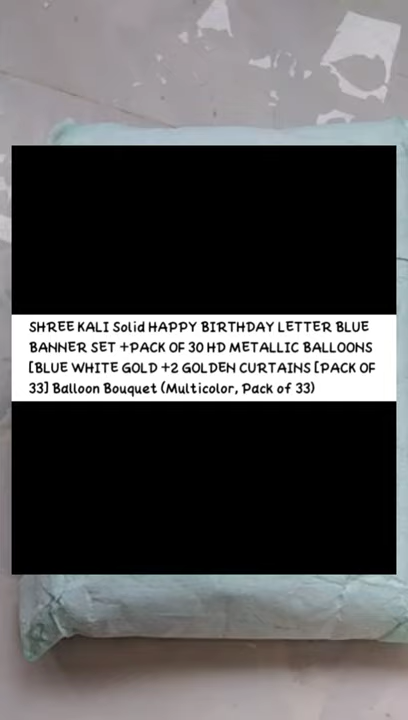 SHREE KALI Solid HAPPY BIRTHDAY LETTER BLUE
BANNER SET +PACK OF 30 HD METALLIC BALLOONS
[BLUE WHITE GOLD +2 GOLDEN CURTAINS [PACK OF
33] Balloon Bouquet (Multicolor, Pack of 33)